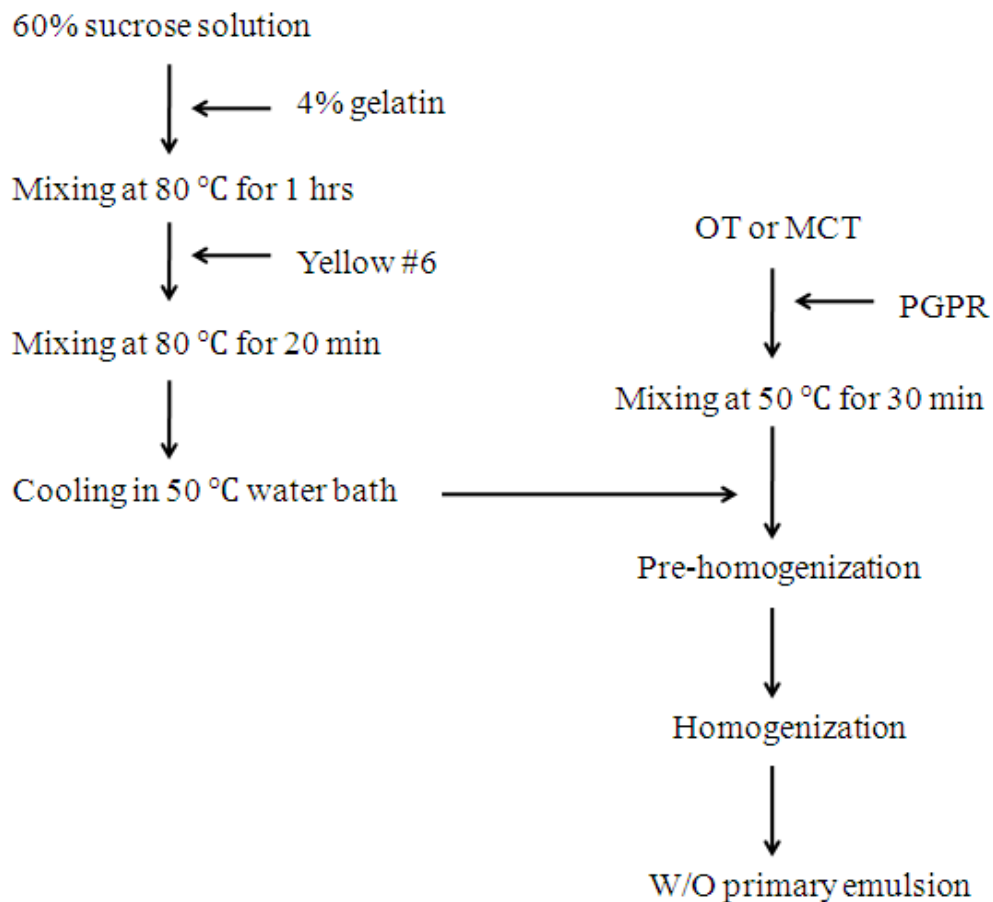 60% sucrose solution
4% gelatin
Mixing at 80 ℃ for 1 hrs
Yellow #6
Mixing at 80 ℃ for 20 min
Cooling in 50 ℃ water bath
OT or MCT
PGPR
Mixing at 50 ℃ for 30 min
Pre-homogenization
Homogenization
W/O primary emulsion